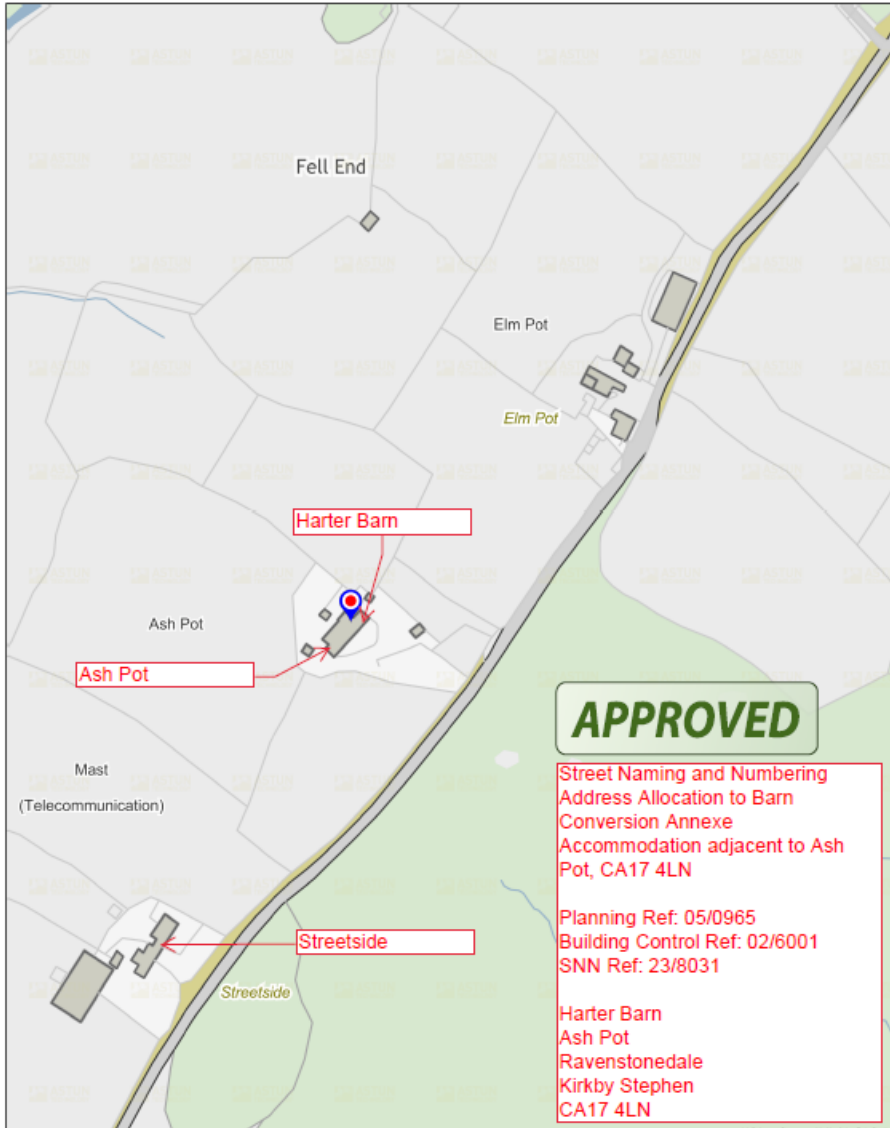 Fell End
Elm Pot
Elm Pot
Harter Barn
Ash Pot
Ash Pot
Mast
(Telecommunication)
Streetside
Streetside
APPROVED
Street Naming and Numbering
Address Allocation to Barn
Conversion Annexe
Accommodation adjacent to Ash
Pot, CA17 4LN
Planning Ref: 05/0965
Building Control Ref: 02/6001
SNN Ref: 23/8031
Harter Barn
Ash Pot
Ravenstonedale
Kirkby Stephen
CA17 4LN